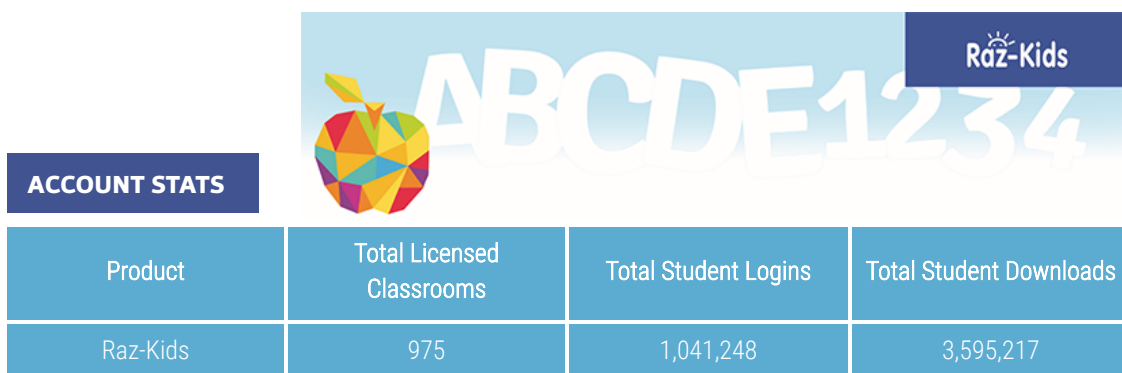 ABCDE1234
Raz-Kids
ACCOUNT STATS
Product
Total Licensed
Classrooms
Total Student Logins
Total Student Downloads
Raz-Kids
975
1,041,248
3,595,217